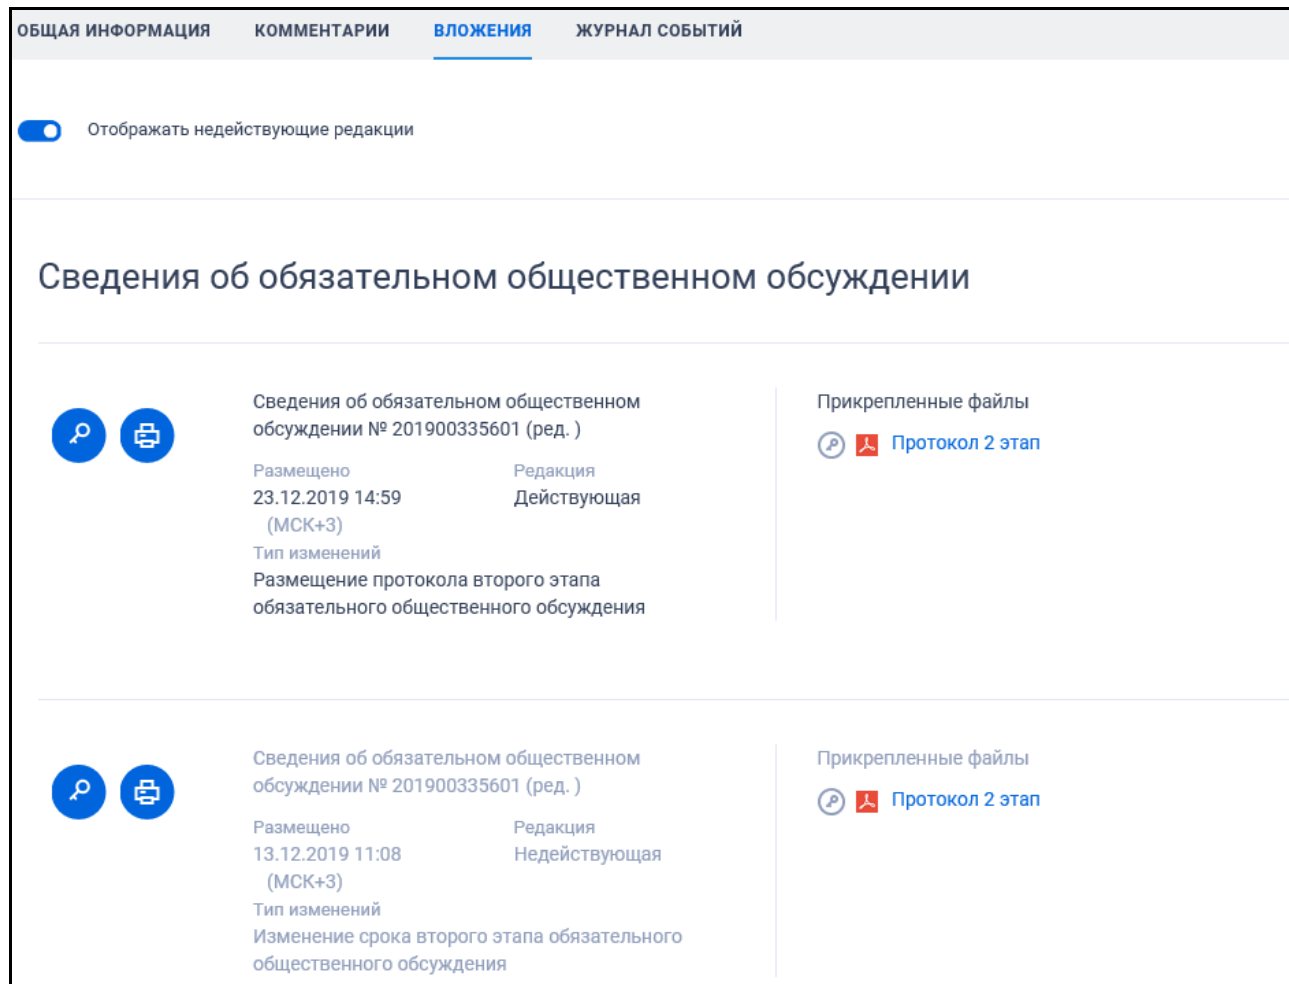 ОБЩАЯ ИНФОРМАЦИЯ КОММЕНТАРИИ ВЛОЖЕНИЯ ЖУРНАЛ СОБЫТИЙ
Отображать недействующие редакции
Сведения об обязательном общественном обсуждении
Сведения об обязательном общественном
обсуждении № 201900335601 (ред. )
Размещено Редакция
23.12.2019 14:59 Действующая
(МСК+3)
Тип изменений
Размещение протокола второго этапа
обязательного общественного обсуждения
Прикрепленные файлы
Протокол 2 этап
Сведения об обязательном общественном
обсуждении № 201900335601 (ред. )
Размещено Редакция
13.12.2019 11:08 Недействующая
(МСК+3)
Тип изменений
Изменение срока второго этапа обязательного
общественного обсуждения
Прикрепленные файлы
Протокол 2 этап